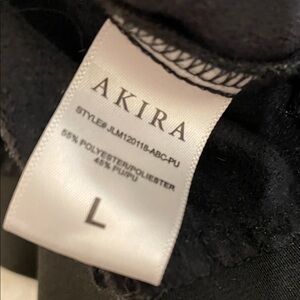 AKIRA
STYLE# JLM120118-ABC-PU
55% POLYESTER/POLIESTER
45% PU/PU
L